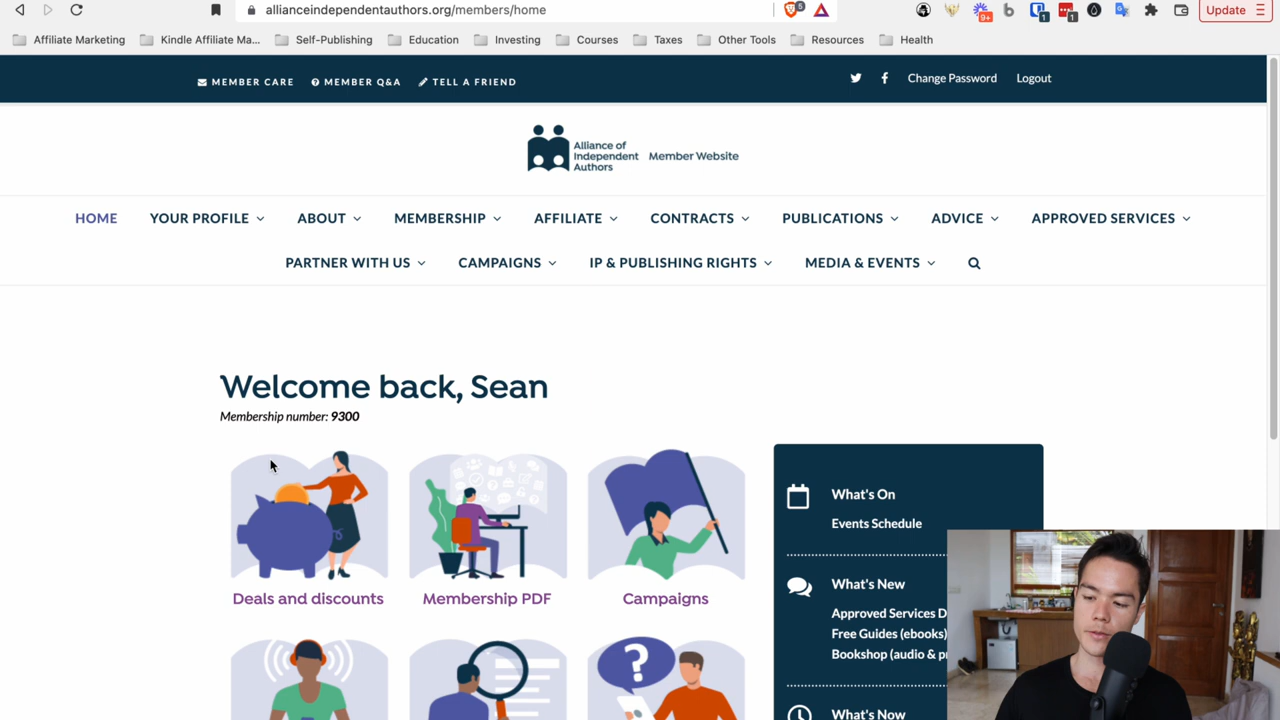 allianceindependentauthors.org/members/home
5
9+
1
1
Update
Affiliate Marketing
Kindle Affiliate Ma...
Self-Publishing
Education
Investing
Courses
Taxes
Other Tools
Resources
Health
MEMBER CARE
MEMBER Q&A
TELL A FRIEND
Change Password
Logout
Alliance of
Independent
Authors
Member Website
HOME
YOUR PROFILE
ABOUT
MEMBERSHIP
AFFILIATE
CONTRACTS
PUBLICATIONS
ADVICE
APPROVED SERVICES
PARTNER WITH US
CAMPAIGNS
IP & PUBLISHING RIGHTS
MEDIA & EVENTS
Welcome back, Sean
Membership number: 9300
Deals and discounts
Membership PDF
Campaigns
What's On
Events Schedule
What's New
Approved Services D
Free Guides (ebooks)
Bookshop (audio & p
What's Now